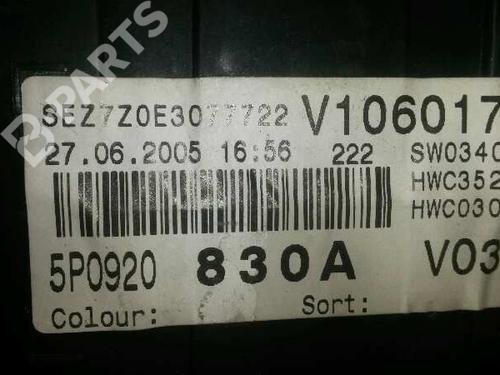 SEZ7Z0E3077722 V106017
27.06.2005 16:56 222 SW0340
HWC352
HWC030
5P0920 830A V03
Colour: Sort:
B PARTS